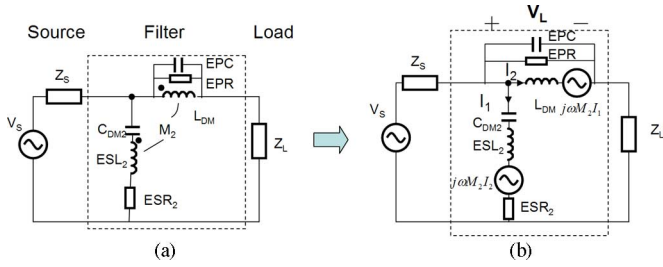 Source Filter Load
EPC
EPR
Z_S
V_S
M_2
L_DM
C_DM2
ESL_2
ESR_2
Z_L
(a)
+ V_L −
EPC
EPR
Z_S
I_2
I_1
L_DM
jωM_2I_1
C_DM2
V_S
ESL_2
jωM_2I_2
ESR_2
Z_L
(b)